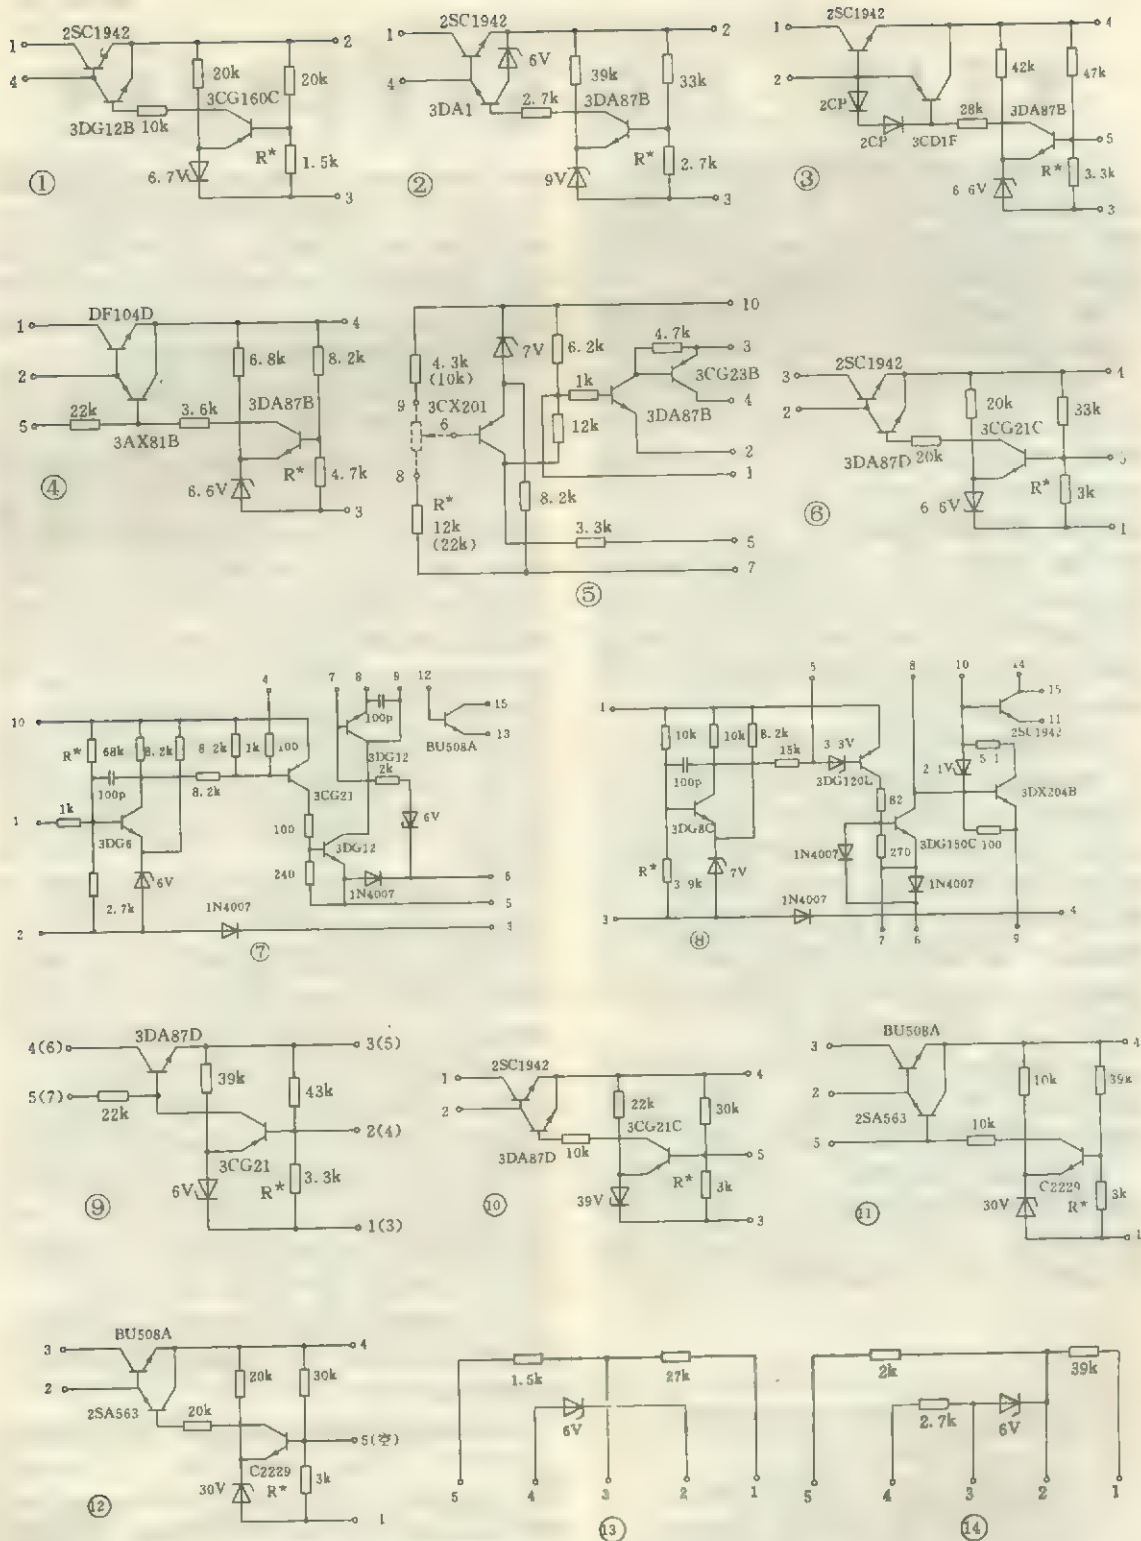 2SC1942
1
2
4
20k
20k
3CG160C
3DG12B
10k
R*
1.5k
6.7V
3
①
2SC1942
1
2
6V
4
39k
33k
3DA1
2.7k
3DA87B
R*
2.7k
9V
3
②
2SC1942
1
4
2
42k
47k
2CP
3DA87B
28k
2CP
3CD1F
5
R*
3.3k
6.6V
3
③
DF104D
1
4
6.8k
8.2k
2
22k
3.6k
3DA87B
5
3AX81B
R*
4.7k
6.6V
3
④
10
4.3k
(10k)
7V
6.2k
4.7k
3
3CG23B
1k
4
9
3CX201
6
3DA87B
12k
2
8
1
8.2k
R*
12k
(22k)
3.3k
5
7
⑤
2SC1942
3
4
2
20k
33k
3CG21C
3DA87D
20k
R*
3k
6.6V
1
⑥
4
7
8
9
12
10
15
13
BU508A
100p
3DG12
R*
68k
8.2k
8.2k
1k
100
2k
100p
8.2k
3CG21
6V
1k
1
3DG6
100
3DG12
240
6V
1N4007
6
5
2.7k
1N4007
2
3
⑦
5
8
10
14
1
15
11
2SC1942
10k
10k
8.2k
15k
3.3V
5.1
2.1V
100p
3DG120L
3DX204B
82
3DG8C
3DG180C
100
1N4007
270
R*
3.9k
7V
1N4007
1N4007
3
4
7
6
9
⑧
3DA87D
4(6)
3(5)
39k
43k
5(7)
22k
2(4)
3CG21
6V
R*
3.3k
1(3)
⑨
2SC1942
1
4
2
22k
30k
3CG21C
3DA87D
10k
5
R*
3k
39V
3
⑩
BU508A
3
4
10k
39k
2
2SA563
5
10k
C2229
30V
R*
3k
1
⑪
BU508A
3
4
20k
30k
2
2SA563
20k
5(空)
C2229
30V
R*
3k
1
⑫
1.5k
27k
6V
5
4
3
2
1
⑬
2k
39k
2.7k
6V
5
4
3
2
1
⑭